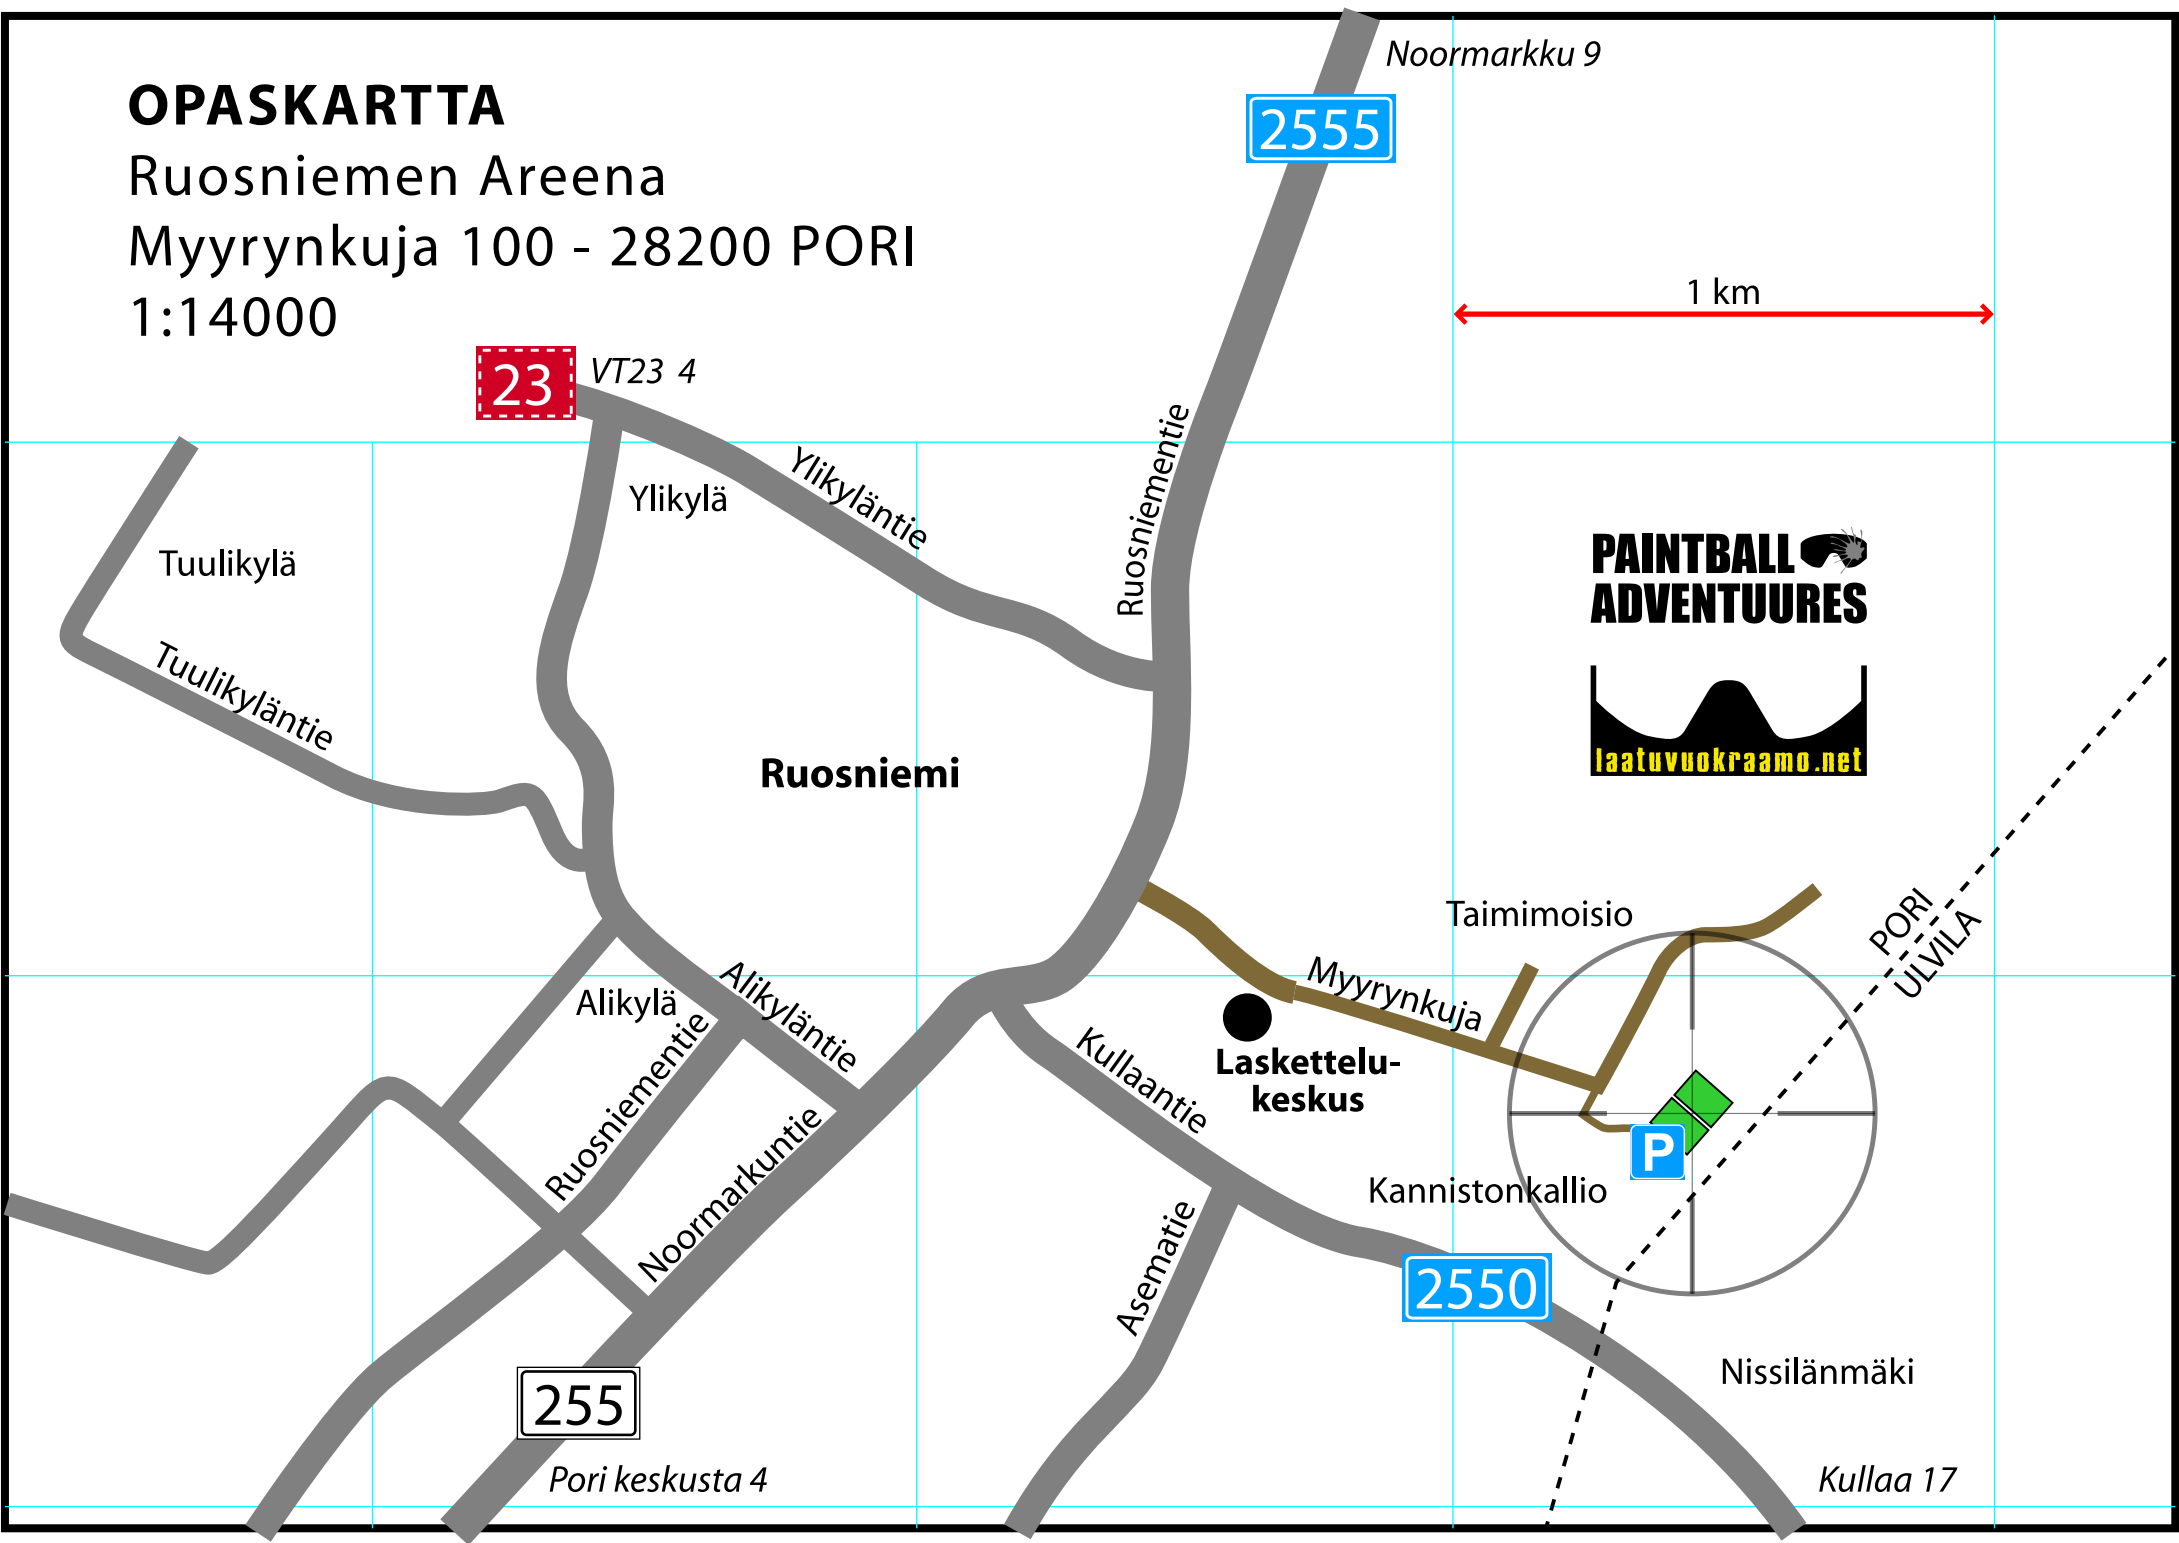 OPASKARTTA
Ruosniemen Areena
Myyrynkuja 100 - 28200 PORI
1:14000
Noormarkku 9
2555
1 km
23
VT23 4
Ylikyläntie
Ylikylä
Ruosniementie
Tuulikylä
Tuulikyläntie
PAINTBALL
ADVENTUURES
laatuvuokraamo.net
Ruosniemi
Taimimoisio
PORI
ULVILA
Myyrynkuja
Alikyläntie
Alikylä
Ruosniementie
Noormarkuntie
Kullaantie
Laskettelu-
keskus
P
Kannistonkallio
Asematie
2550
255
Nissilänmäki
Pori keskusta 4
Kullaa 17